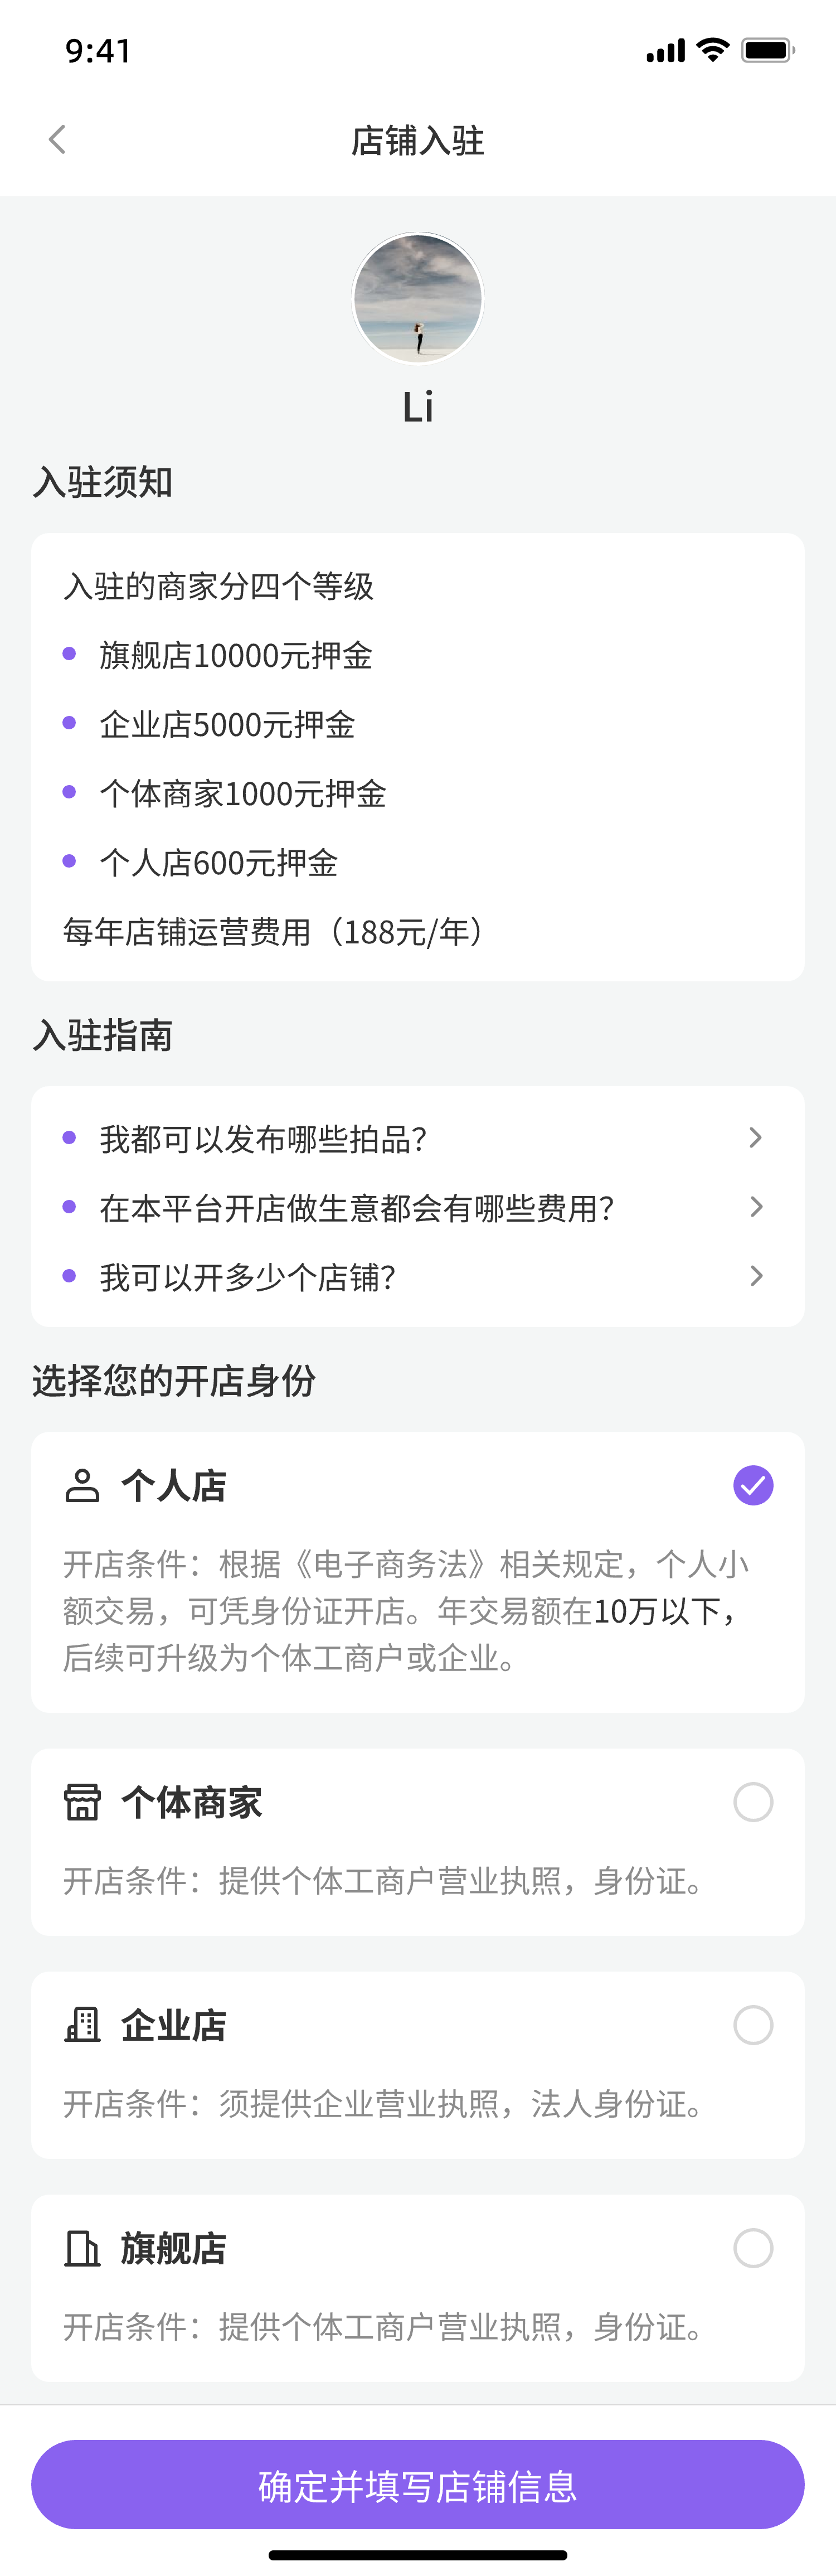 9:41
店铺入驻
Li
入驻须知
入驻的商家分四个等级
旗舰店10000元押金
企业店5000元押金
个体商家1000元押金
个人店600元押金
每年店铺运营费用（188元/年）
入驻指南
我都可以发布哪些拍品？
在本平台开店做生意都会有哪些费用？
我可以开多少个店铺？
选择您的开店身份
个人店
开店条件：根据《电子商务法》相关规定，个人小
额交易，可凭身份证开店。年交易额在10万以下，
后续可升级为个体工商户或企业。
个体商家
开店条件：提供个体工商户营业执照，身份证。
企业店
开店条件：须提供企业营业执照，法人身份证。
旗舰店
开店条件：提供个体工商户营业执照，身份证。
确定并填写店铺信息